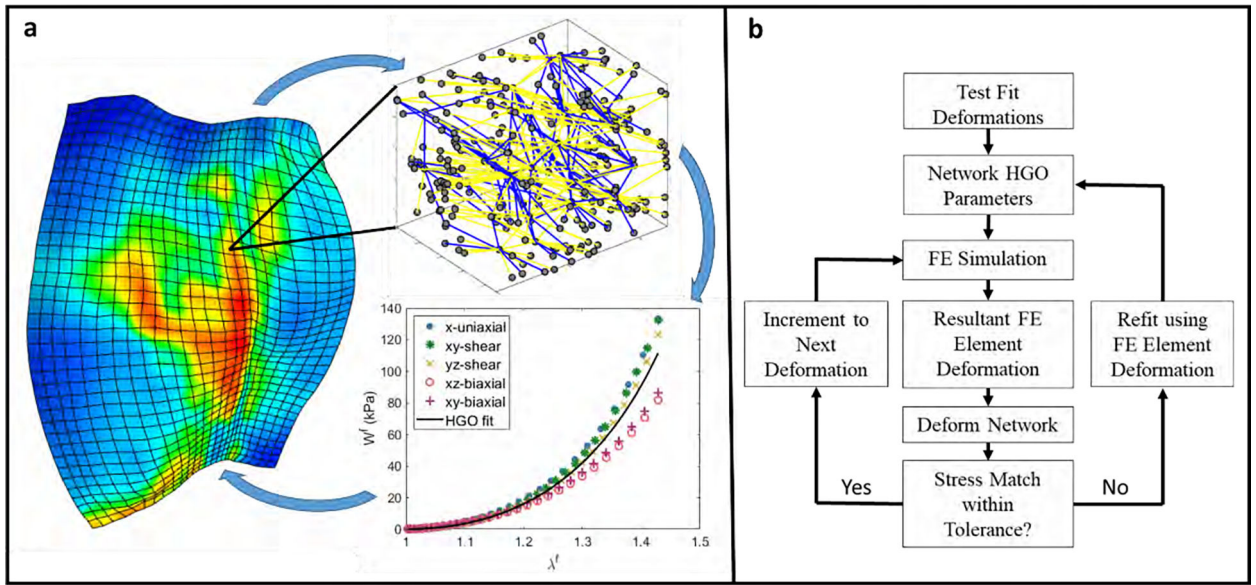 a
140
120
100
80
60
40
20
0
W^f (kPa)
x-uniaxial
xy-shear
yz-shear
xz-biaxial
xy-biaxial
HGO fit
1
1.1
1.2
1.3
1.4
1.5
λ^f
b
Test Fit
Deformations
Network HGO
Parameters
FE Simulation
Increment to
Next
Deformation
Resultant FE
Element
Deformation
Refit using
FE Element
Deformation
Deform Network
Yes
Stress Match
within
Tolerance?
No